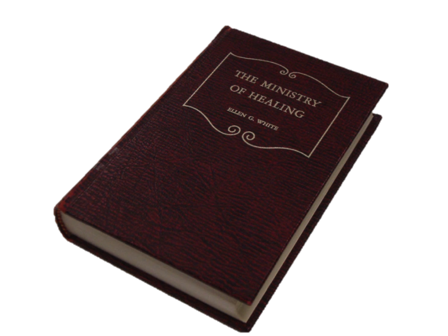 THE MINISTRY
OF HEALING
ELLEN G. WHITE